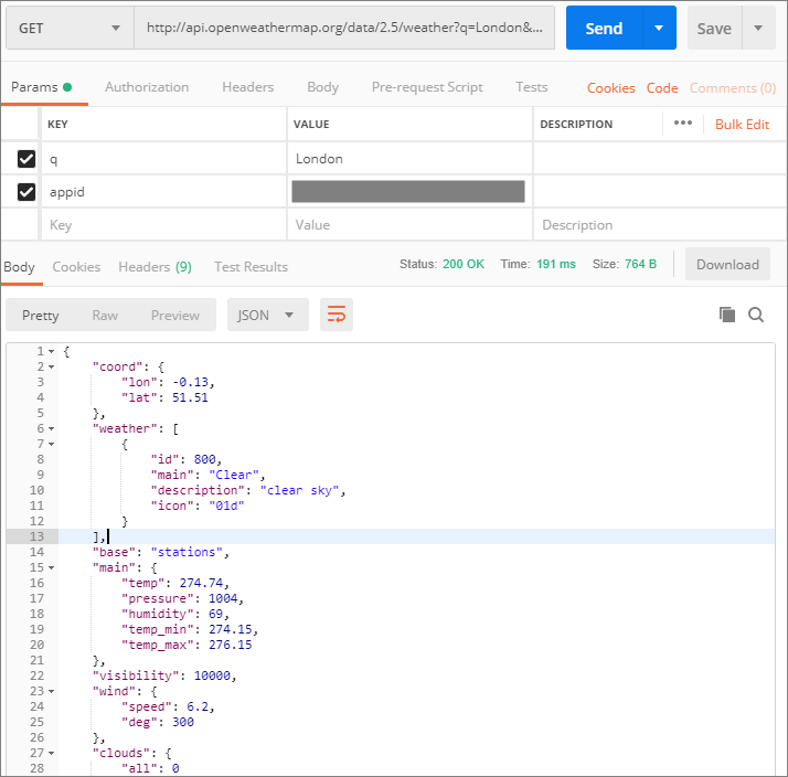 GET http://api.openweathermap.org/data/2.5/weather?q=London&... Send Save
Params Authorization Headers Body Pre-request Script Tests Cookies Code Comments (0)
KEY VALUE DESCRIPTION ••• Bulk Edit
q London
appid
Key Value Description
Body Cookies Headers (9) Test Results Status: 200 OK Time: 191 ms Size: 764 B Download
Pretty Raw Preview JSON
1 {
2 "coord": {
3 "lon": -0.13,
4 "lat": 51.51
5 },
6 "weather": [
7 {
8 "id": 800,
9 "main": "Clear",
10 "description": "clear sky",
11 "icon": "01d"
12 }
13 ],
14 "base": "stations",
15 "main": {
16 "temp": 274.74,
17 "pressure": 1004,
18 "humidity": 69,
19 "temp_min": 274.15,
20 "temp_max": 276.15
21 },
22 "visibility": 10000,
23 "wind": {
24 "speed": 6.2,
25 "deg": 300
26 },
27 "clouds": {
28 "all": 0